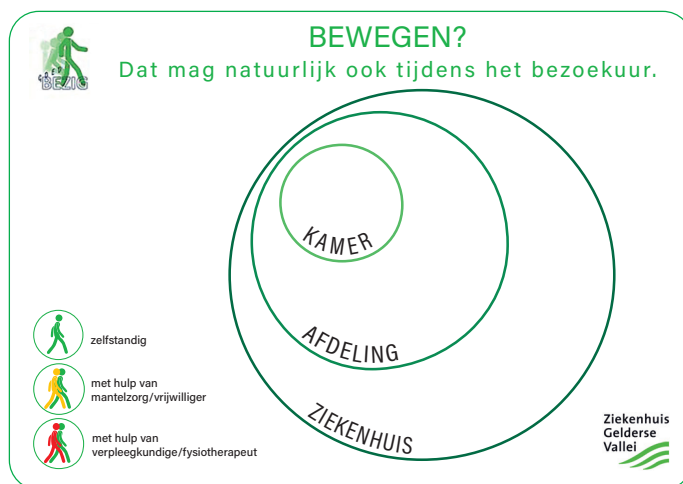 BEWEGEN?
Dat mag natuurlijk ook tijdens het bezoekuur.
GOED
BEZIG
KAMER
AFDELING
ZIEKENHUIS
zelfstandig
met hulp van
mantelzorg/vrijwilliger
met hulp van
verpleegkundige/fysiotherapeut
Ziekenhuis
Gelderse
Vallei